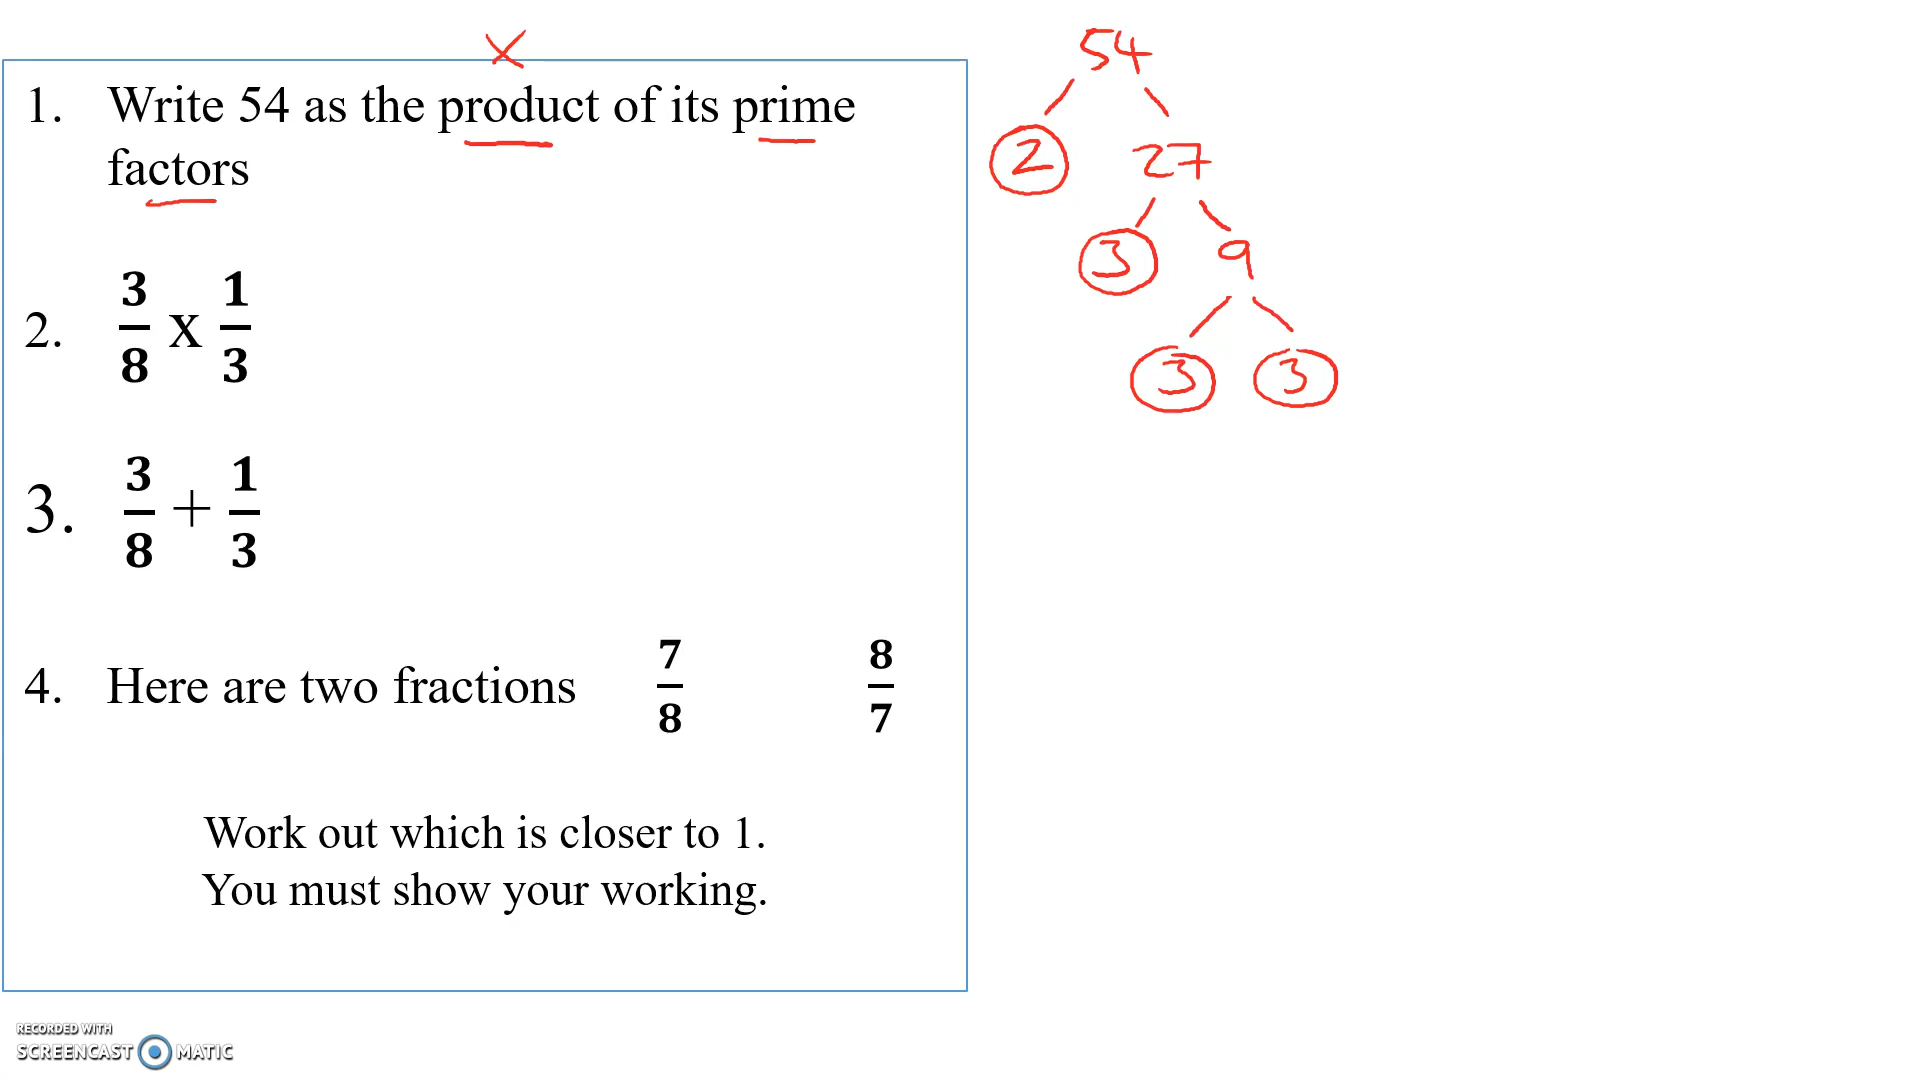 ×
1. Write 54 as the product of its prime
factors
2. 3/8 x 1/3
3. 3/8 + 1/3
4. Here are two fractions 7/8 8/7
Work out which is closer to 1.
You must show your working.
54
2 27
3 9
3 3
RECORDED WITH
SCREENCAST MATIC